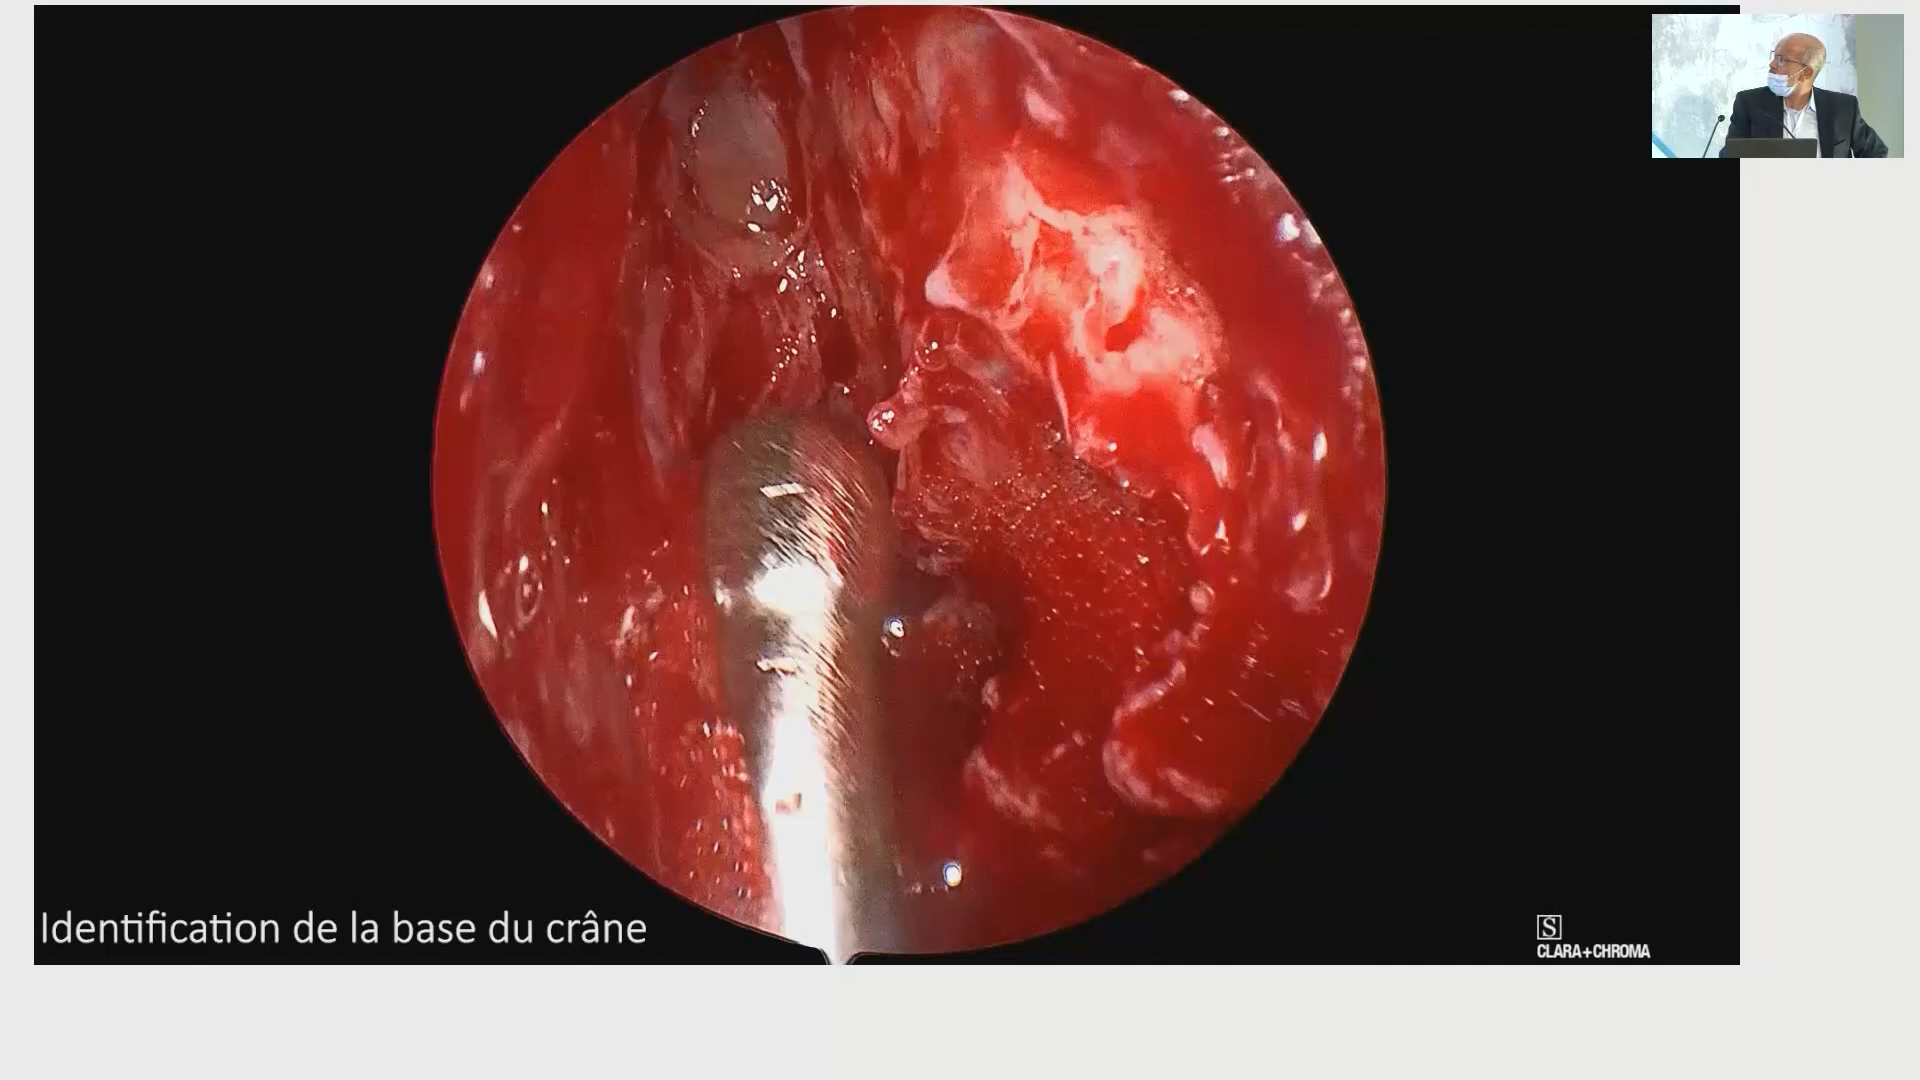 Identification de la base du crâne
S
CLARA+CHROMA